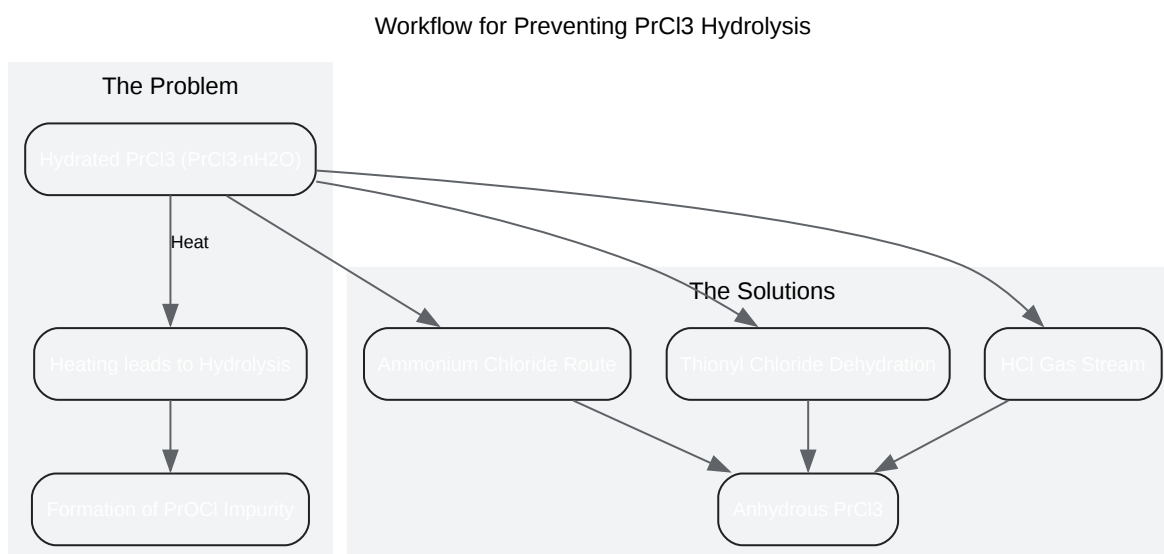 Workflow for Preventing PrCl3 Hydrolysis
The Problem
Hydrated PrCl3 (PrCl3·nH2O)
Heat
Heating leads to Hydrolysis
Formation of PrOCl Impurity
The Solutions
Ammonium Chloride Route
Thionyl Chloride Dehydration
HCl Gas Stream
Anhydrous PrCl3